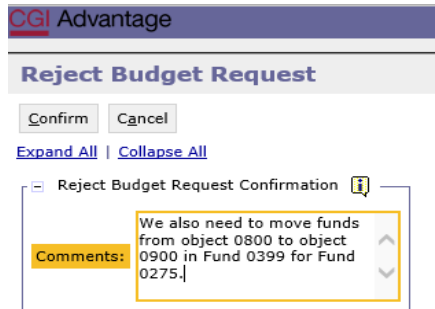 CGI Advantage
Reject Budget Request
Confirm Cancel
Expand All | Collapse All
Reject Budget Request Confirmation
Comments:
We also need to move funds
from object 0800 to object
0900 in Fund 0399 for Fund
0275.